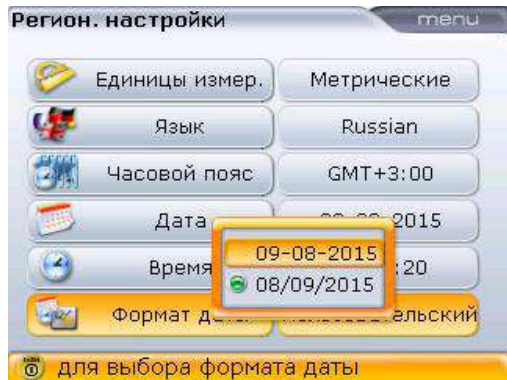 Регион. настройки menu
Единицы измер. Метрические
Язык Russian
Часовой пояс GMT+3:00
Дата 2015
09-08-2015
Время :20
08/09/2015
Формат
для выбора формата даты